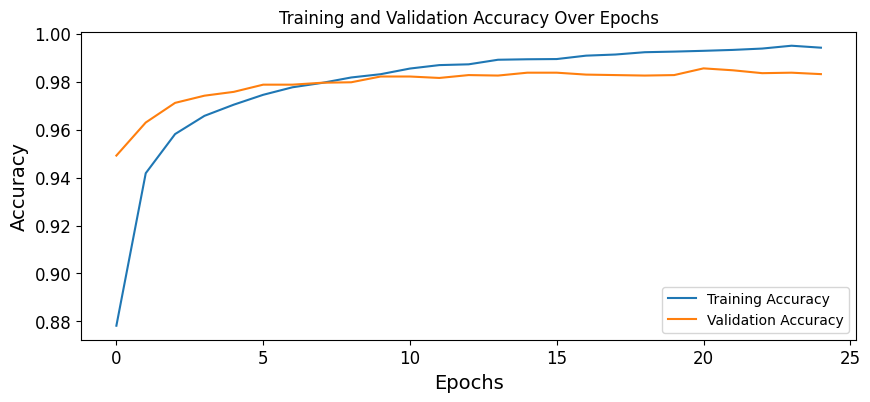 Training and Validation Accuracy Over Epochs
1.00
0.98
0.96
0.94
0.92
0.90
0.88
Accuracy
Training Accuracy
Validation Accuracy
0 5 10 15 20 25
Epochs